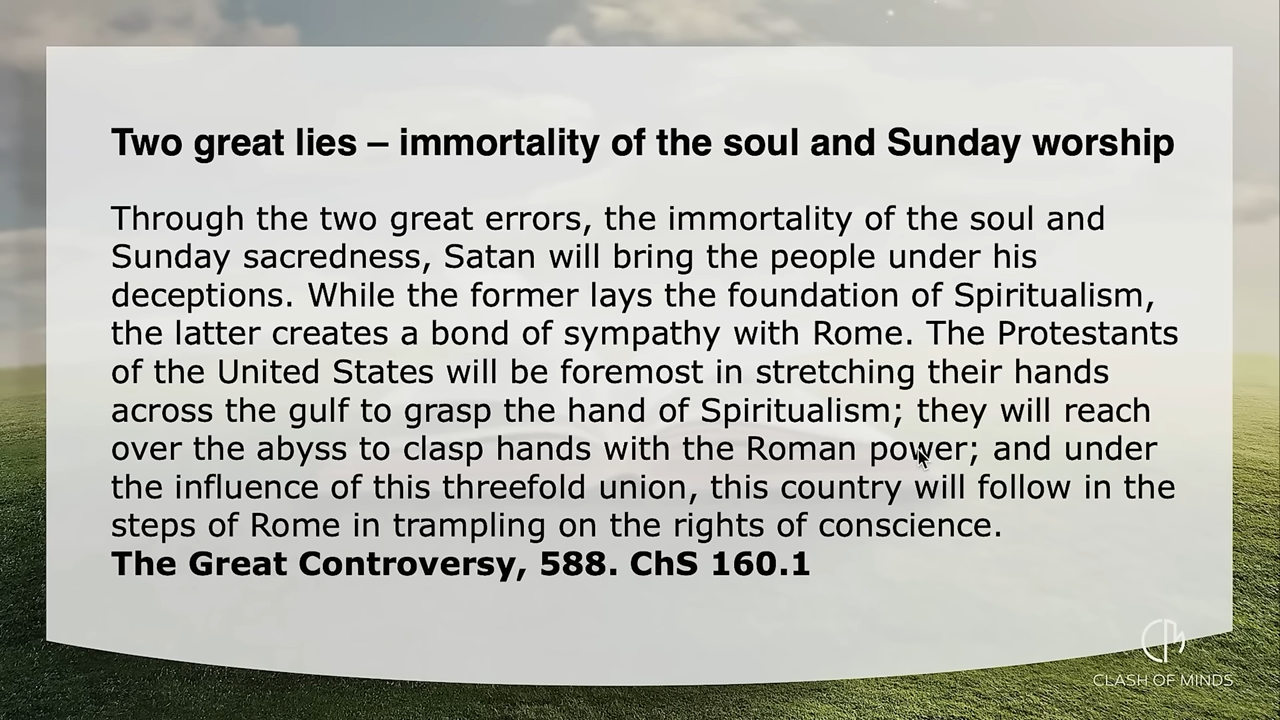 Two great lies – immortality of the soul and Sunday worship
Through the two great errors, the immortality of the soul and
Sunday sacredness, Satan will bring the people under his
deceptions. While the former lays the foundation of Spiritualism,
the latter creates a bond of sympathy with Rome. The Protestants
of the United States will be foremost in stretching their hands
across the gulf to grasp the hand of Spiritualism; they will reach
over the abyss to clasp hands with the Roman power; and under
the influence of this threefold union, this country will follow in the
steps of Rome in trampling on the rights of conscience.
The Great Controversy, 588. ChS 160.1
CLASH OF MINDS